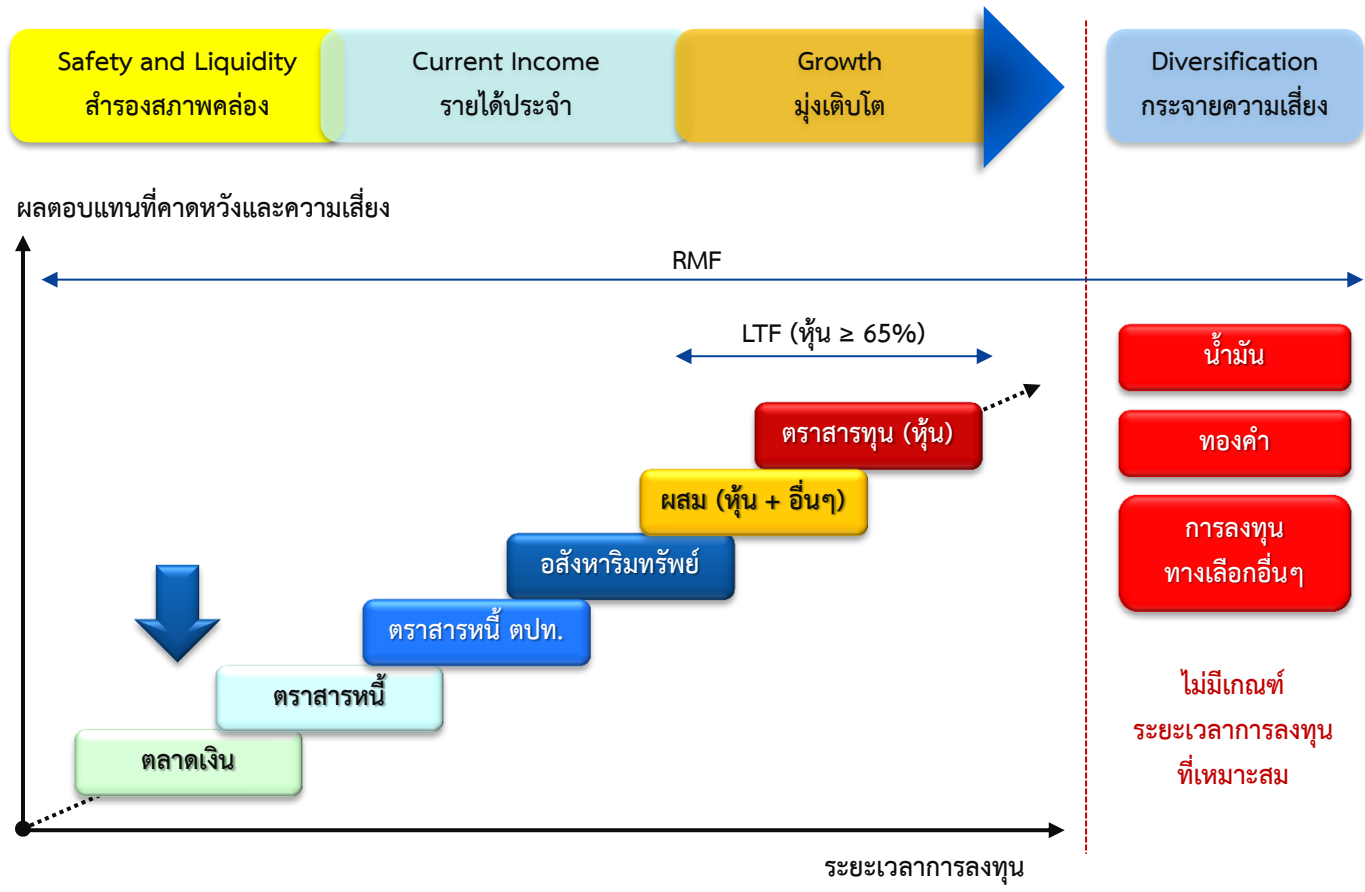 Safety and Liquidity
สำรองสภาพคล่อง
Current Income
รายได้ประจำ
Growth
มุ่งเติบโต
Diversification
กระจายความเสี่ยง
ผลตอบแทนที่คาดหวังและความเสี่ยง
RMF
LTF (หุ้น ≥ 65%)
น้ำมัน
ตราสารทุน (หุ้น)
ทองคำ
ผสม (หุ้น + อื่นๆ)
การลงทุน
ทางเลือกอื่นๆ
อสังหาริมทรัพย์
ตราสารหนี้ ตปท.
ตราสารหนี้
ตลาดเงิน
ไม่มีเกณฑ์
ระยะเวลาการลงทุน
ที่เหมาะสม
ระยะเวลาการลงทุน